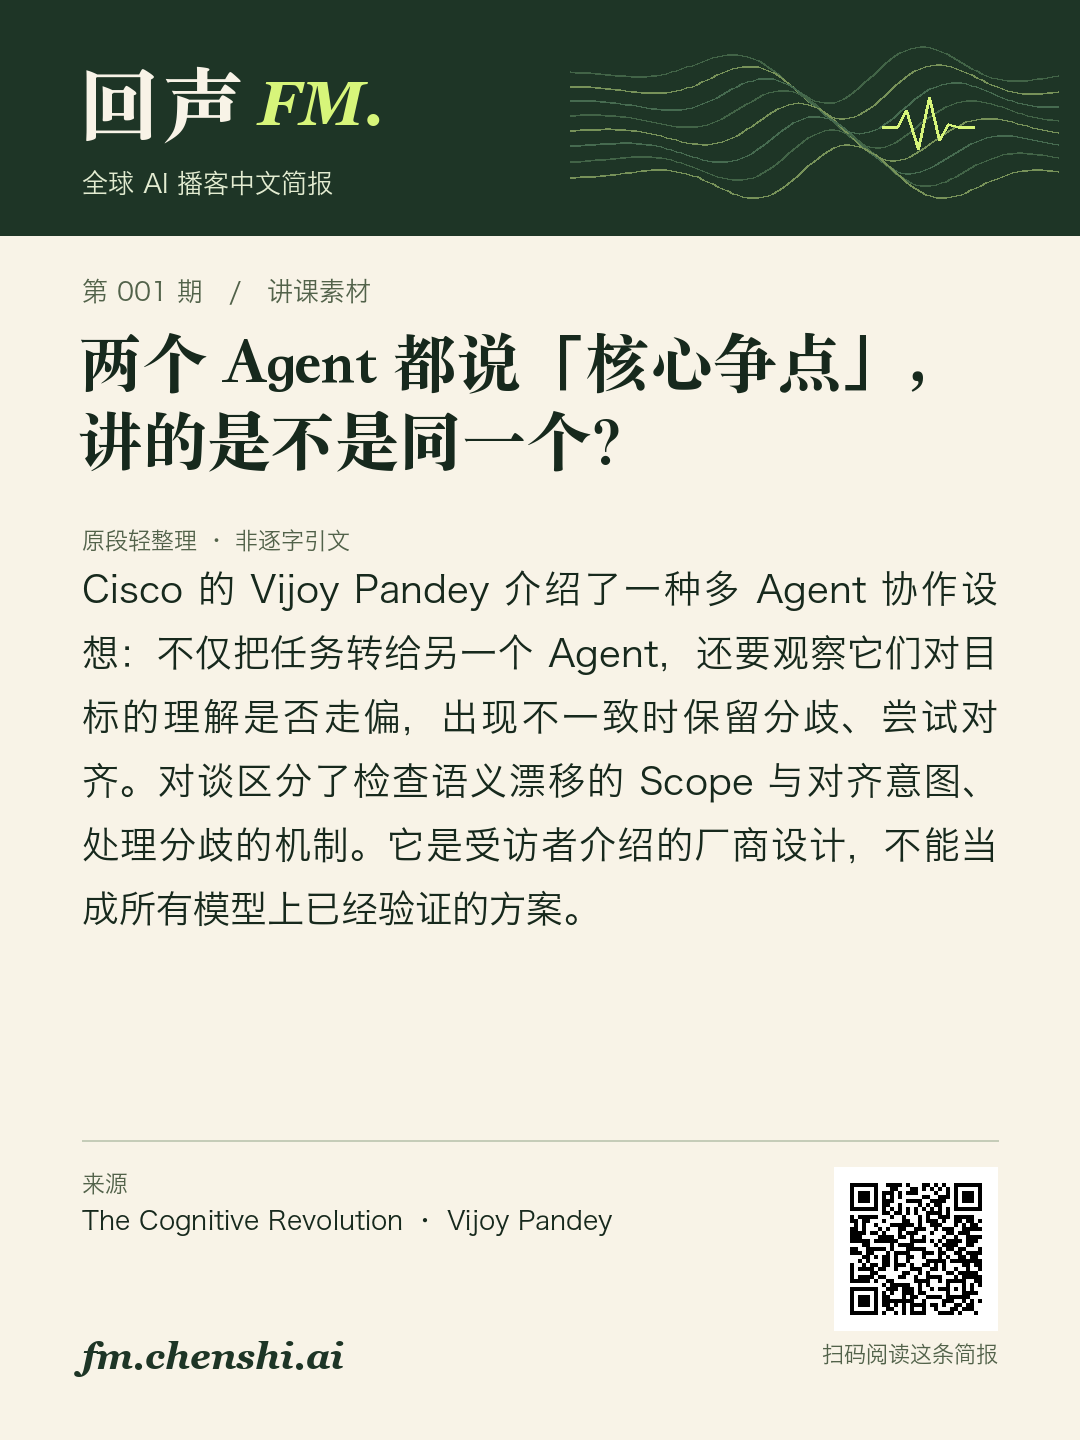 回声 FM.
全球 AI 播客中文简报
第 001 期 / 讲课素材
两个 Agent 都说「核心争点」，
讲的是不是同一个？
原段轻整理 · 非逐字引文
Cisco 的 Vijoy Pandey 介绍了一种多 Agent 协作设
想：不仅把任务转给另一个 Agent，还要观察它们对目
标的理解是否走偏，出现不一致时保留分歧、尝试对
齐。对谈区分了检查语义漂移的 Scope 与对齐意图、
处理分歧的机制。它是受访者介绍的厂商设计，不能当
成所有模型上已经验证的方案。
来源
The Cognitive Revolution · Vijoy Pandey
fm.chenshi.ai
扫码阅读这条简报